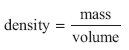 density = mass / volume